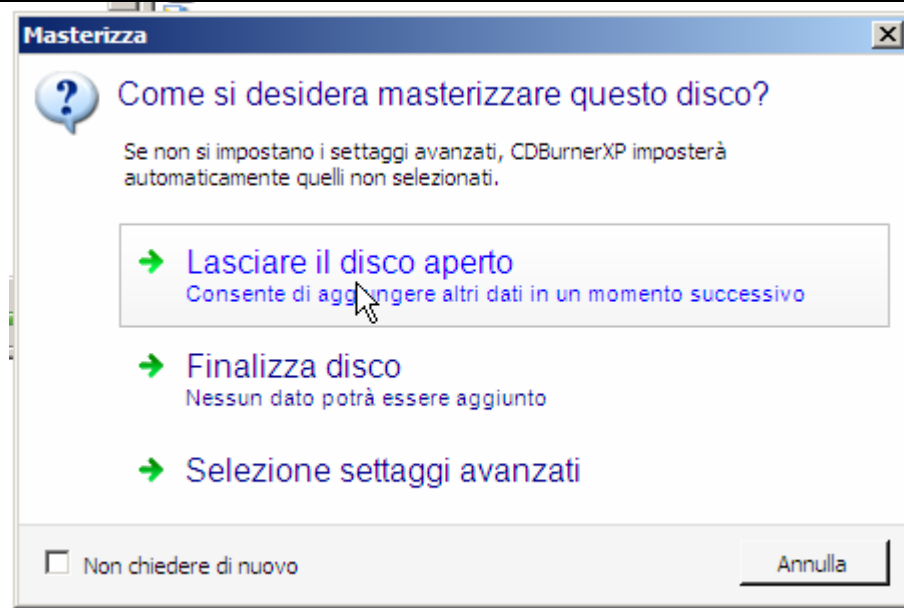 Masterizza
Come si desidera masterizzare questo disco?
Se non si impostano i settaggi avanzati, CDBurnerXP imposterà
automaticamente quelli non selezionati.
Lasciare il disco aperto
Consente di aggiungere altri dati in un momento successivo
Finalizza disco
Nessun dato potrà essere aggiunto
Selezione settaggi avanzati
Non chiedere di nuovo
Annulla